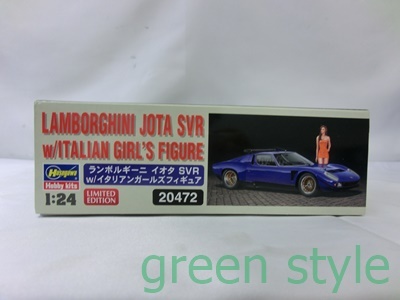 LAMBORGHINI JOTA SVR
w/ITALIAN GIRL'S FIGURE
Hasegawa
Hobby kits
ランボルギーニ イオタ SVR
w/イタリアンガールズフィギュア
1:24
LIMITED
EDITION
20472
green style